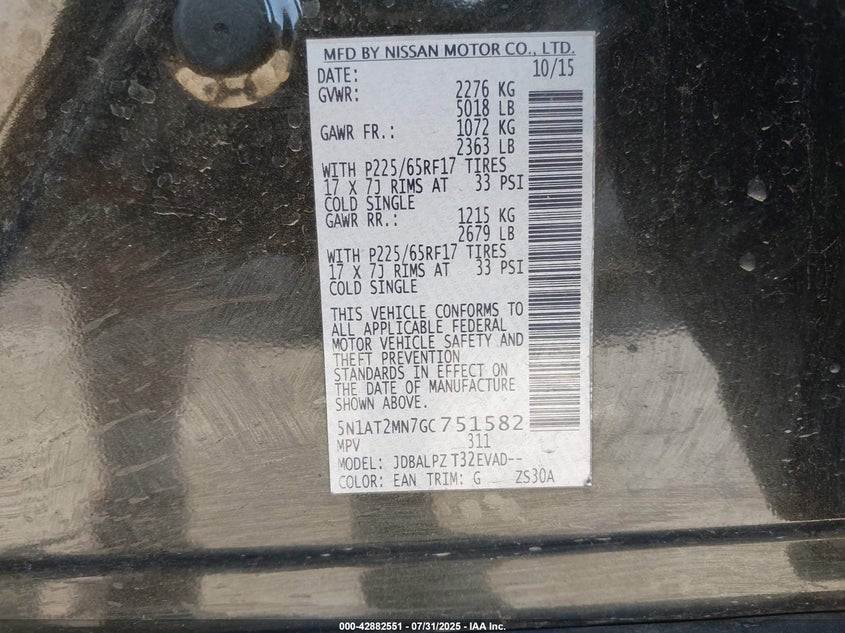 MFD BY NISSAN MOTOR CO., LTD.
DATE: 10/15
GVWR: 2276 KG
5018 LB
GAWR FR.: 1072 KG
2363 LB
WITH P225/65RF17 TIRES
17 X 7J RIMS AT 33 PSI
COLD SINGLE
GAWR RR.: 1215 KG
2679 LB
WITH P225/65RF17 TIRES
17 X 7J RIMS AT 33 PSI
COLD SINGLE
THIS VEHICLE CONFORMS TO
ALL APPLICABLE FEDERAL
MOTOR VEHICLE SAFETY AND
THEFT PREVENTION
STANDARDS IN EFFECT ON
THE DATE OF MANUFACTURE
SHOWN ABOVE.
5N1AT2MN7GC751582
MPV 311
MODEL: JDBALPZ T32EVAD--
COLOR: EAN TRIM: G ZS30A
000-42882551 - 07/31/2025 - IAA Inc.